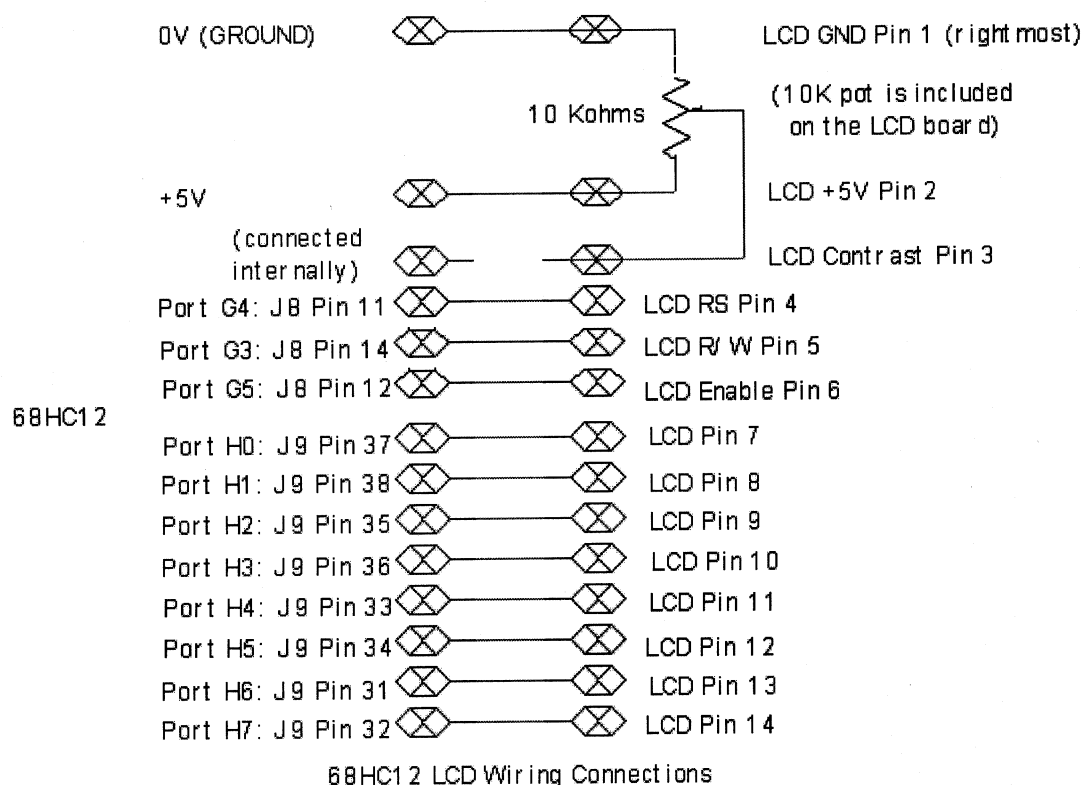 0V (GROUND)
LCD GND Pin 1 (rightmost)
10 Kohms
(10K pot is included
on the LCD board)
+5V
LCD +5V Pin 2
(connected
internally)
LCD Contrast Pin 3
Port G4: J8 Pin 11
LCD RS Pin 4
Port G3: J8 Pin 14
LCD R/W Pin 5
Port G5: J8 Pin 12
LCD Enable Pin 6
68HC12
Port H0: J9 Pin 37
LCD Pin 7
Port H1: J9 Pin 38
LCD Pin 8
Port H2: J9 Pin 35
LCD Pin 9
Port H3: J9 Pin 36
LCD Pin 10
Port H4: J9 Pin 33
LCD Pin 11
Port H5: J9 Pin 34
LCD Pin 12
Port H6: J9 Pin 31
LCD Pin 13
Port H7: J9 Pin 32
LCD Pin 14
68HC12 LCD Wiring Connections